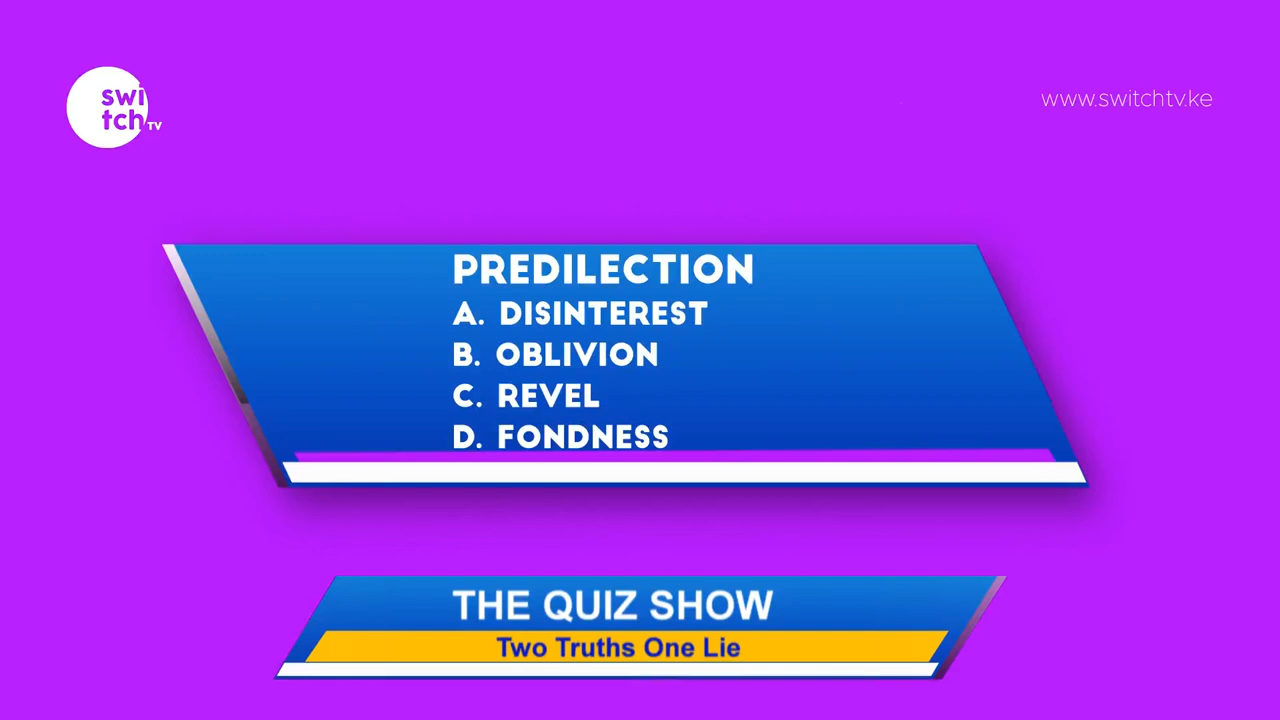 swi
tch TV
www.switchtv.ke
PREDILECTION
A. DISINTEREST
B. OBLIVION
C. REVEL
D. FONDNESS
THE QUIZ SHOW
Two Truths One Lie